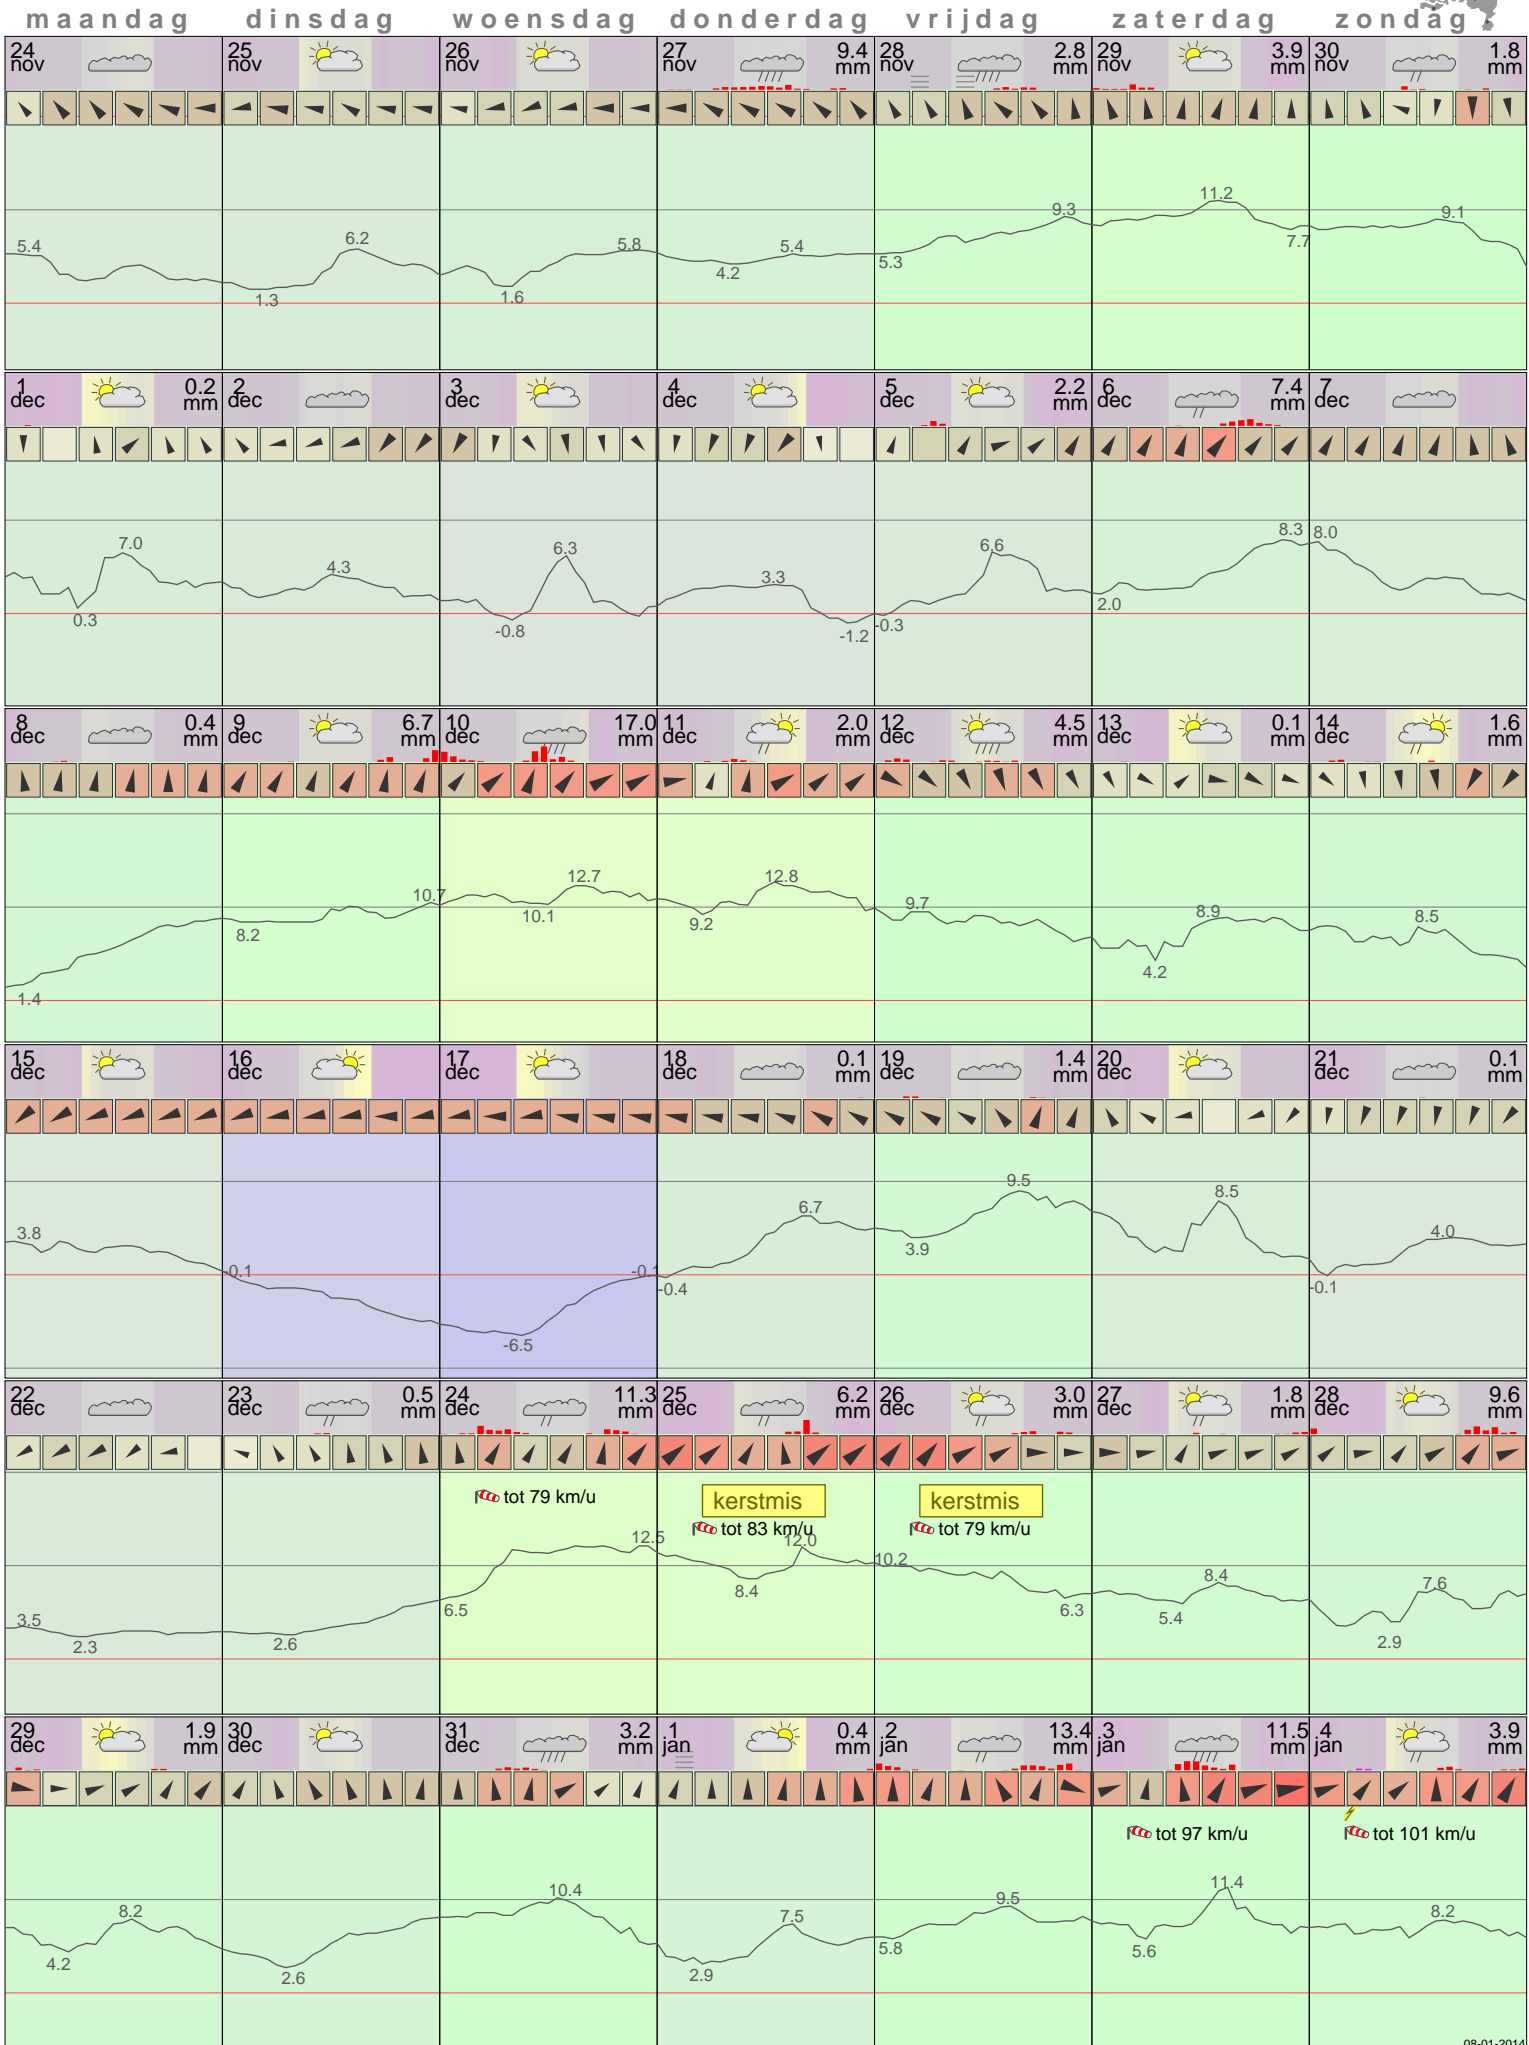 maandag dinsdag woensdag donderdag vrijdag zaterdag zondag
24 nov
25 nov
26 nov
27 nov 9.4 mm
28 nov 2.8 mm
29 nov 3.9 mm
30 nov 1.8 mm
5.4 1.3 6.2 1.6 5.8 4.2 5.4 5.3 9.3 11.2 7.7 9.1
1 dec 0.2 mm
2 dec
3 dec
4 dec
5 dec 2.2 mm
6 dec 7.4 mm
7 dec
0.3 7.0 4.3 -0.8 6.3 3.3 -1.2 -0.3 6.6 2.0 8.3 8.0
8 dec 0.4 mm
9 dec 6.7 mm
10 dec 17.0 mm
11 dec 2.0 mm
12 dec 4.5 mm
13 dec 0.1 mm
14 dec 1.6 mm
1.4 8.2 10.7 10.1 12.7 9.2 12.8 9.7 4.2 8.9 8.5
15 dec
16 dec
17 dec
18 dec 0.1 mm
19 dec 1.4 mm
20 dec
21 dec 0.1 mm
3.8 -0.1 -6.5 -0.1 -0.4 6.7 3.9 9.5 8.5 -0.1 4.0
22 dec
23 dec 0.5 mm
24 dec 11.3 mm
25 dec 6.2 mm
26 dec 3.0 mm
27 dec 1.8 mm
28 dec 9.6 mm
tot 79 km/u
kerstmis
tot 83 km/u
kerstmis
tot 79 km/u
3.5 2.3 2.6 6.5 12.5 8.4 12.0 10.2 6.3 5.4 8.4 2.9 7.6
29 dec 1.9 mm
30 dec
31 dec 3.2 mm
1 jan 0.4 mm
2 jan 13.4 mm
3 jan 11.5 mm
4 jan 3.9 mm
tot 97 km/u
tot 101 km/u
4.2 8.2 2.6 10.4 2.9 7.5 5.8 9.5 5.6 11.4 8.2
08-01-2014